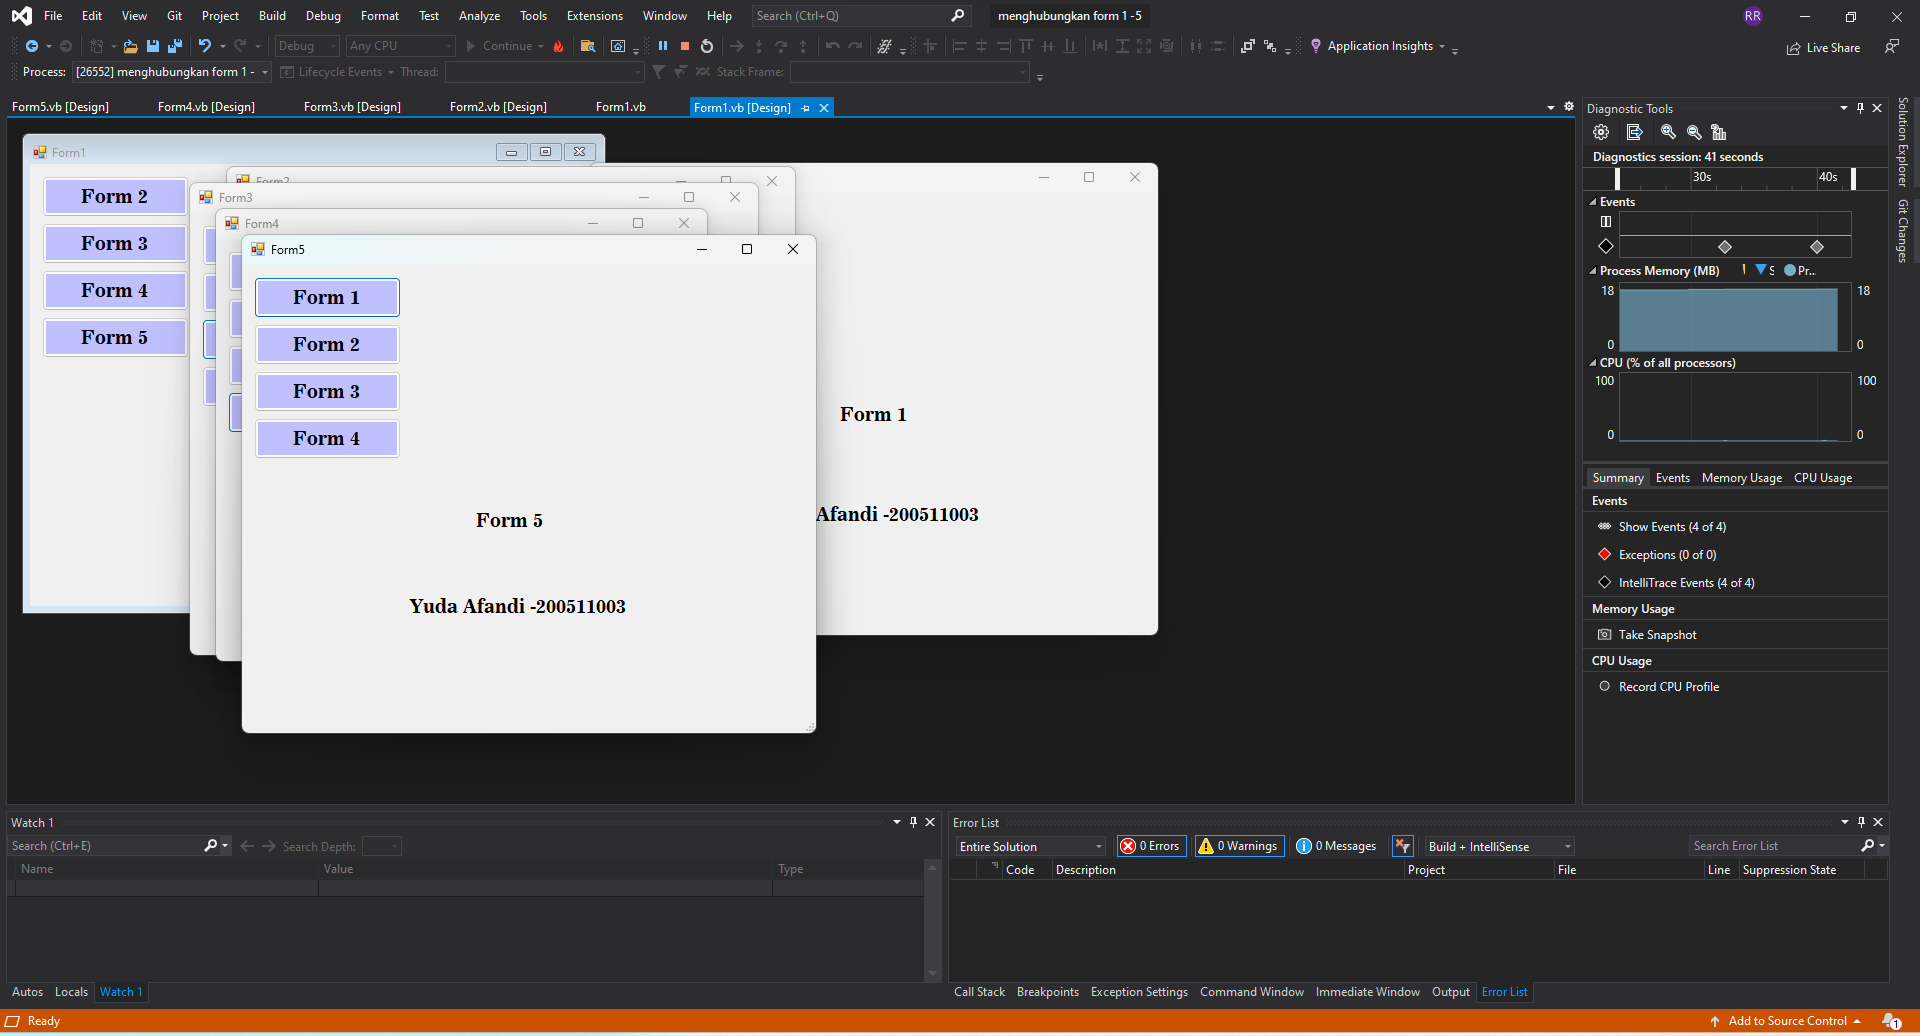 File Edit View Git Project Build Debug Format Test Analyze Tools Extensions Window Help Search (Ctrl+Q) menghubungkan form 1 -5 RR
Debug Any CPU Continue Application Insights Live Share
Process: [26552] menghubungkan form 1 - Lifecycle Events Thread: Stack Frame:
Form5.vb [Design] Form4.vb [Design] Form3.vb [Design] Form2.vb [Design] Form1.vb Form1.vb [Design]
Form1
Form 2
Form 3
Form 4
Form 5
Form2
Form3
Form4
Form5
Form 1
Form 2
Form 3
Form 4
Form 5
Yuda Afandi -200511003
Form 1
Afandi -200511003
Diagnostic Tools
Diagnostics session: 41 seconds
30s 40s
Events
Process Memory (MB) S Pr...
18 18
0 0
CPU (% of all processors)
100 100
0 0
Summary Events Memory Usage CPU Usage
Events
Show Events (4 of 4)
Exceptions (0 of 0)
IntelliTrace Events (4 of 4)
Memory Usage
Take Snapshot
CPU Usage
Record CPU Profile
Solution Explorer
Git Changes
Watch 1
Search (Ctrl+E) Search Depth:
Name Value Type
Autos Locals Watch 1
Error List
Entire Solution 0 Errors 0 Warnings 0 Messages Build + IntelliSense Search Error List
Code Description Project File Line Suppression State
Call Stack Breakpoints Exception Settings Command Window Immediate Window Output Error List
Ready Add to Source Control 1